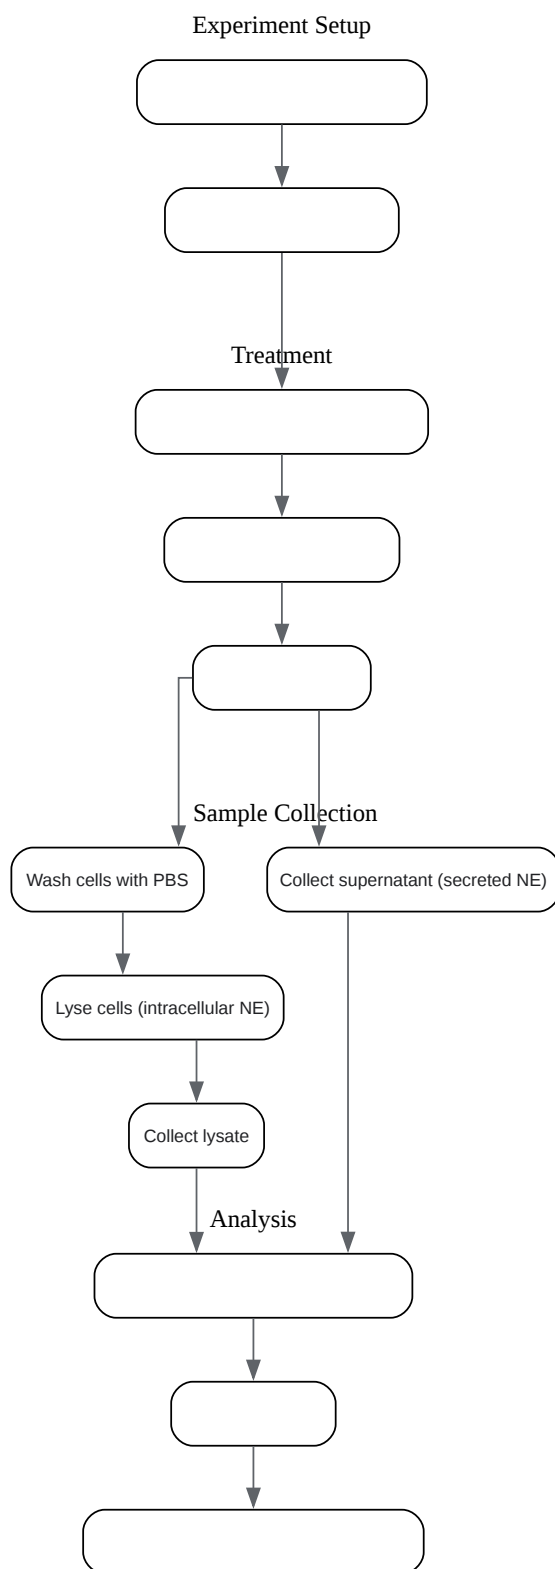 Experiment Setup
Treatment
Sample Collection
Wash cells with PBS
Collect supernatant (secreted NE)
Lyse cells (intracellular NE)
Collect lysate
Analysis